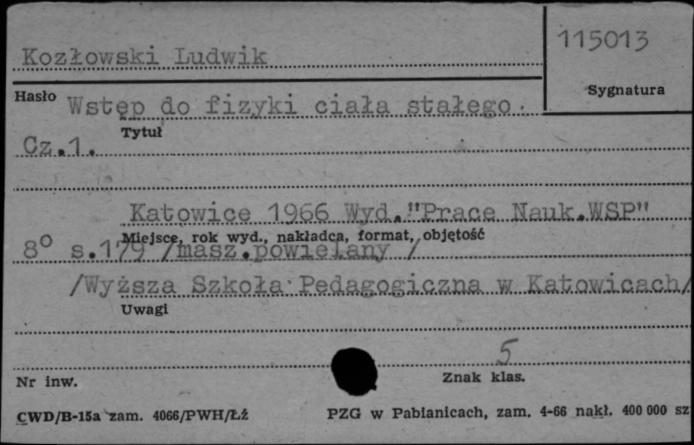 Kozłowski Ludwik
115013
Sygnatura
Hasło
Wstęp do fizyki ciała stałego.
Tytuł
Cz.1.
Katowice 1966 Wyd."Prace Nauk.WSP"
Miejsce, rok wyd., nakładca, format, objętość
8° s.179 /masz.powielany /
/Wyższa Szkoła Pedagogiczna w Katowicach/
Uwagi
5
Nr inw.
Znak klas.
CWD/B-15a zam. 4066/PWH/Łź
PZG w Pabianicach, zam. 4-66 nakł. 400 000 sz